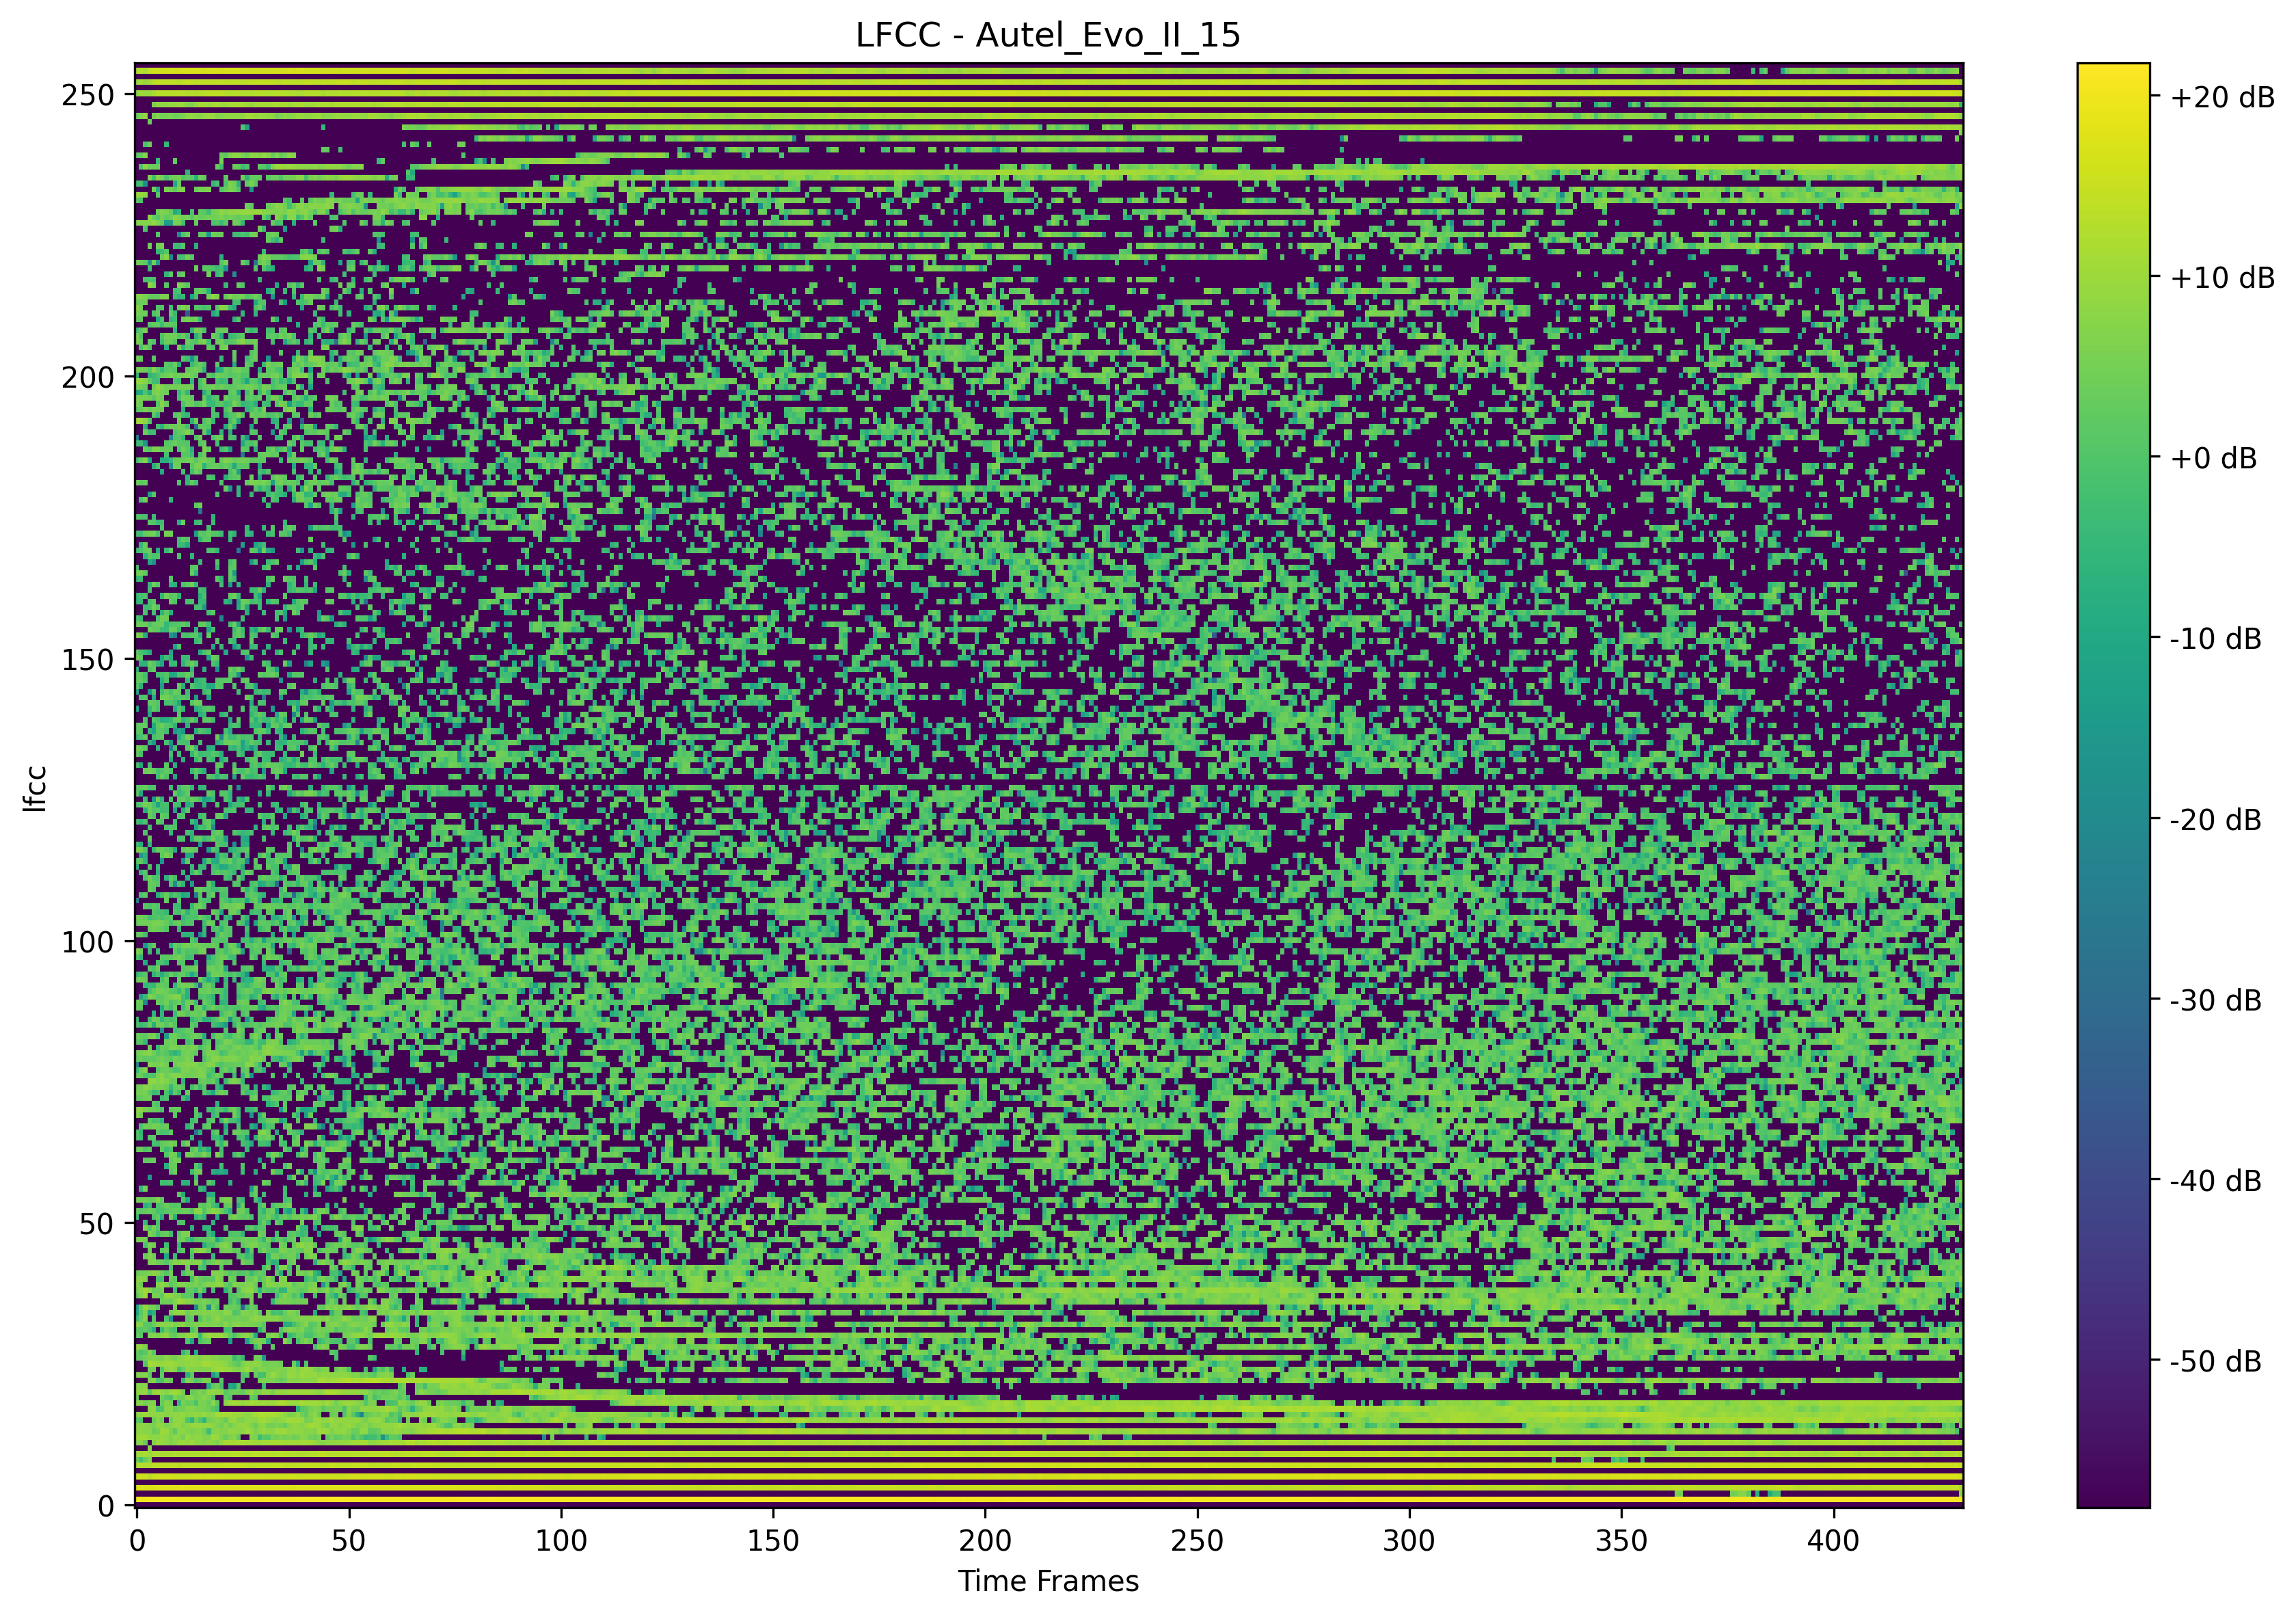 LFCC - Autel_Evo_II_15
250
200
150
100
50
0
lfcc
0
50
100
150
200
250
300
350
400
Time Frames
+20 dB
+10 dB
+0 dB
-10 dB
-20 dB
-30 dB
-40 dB
-50 dB